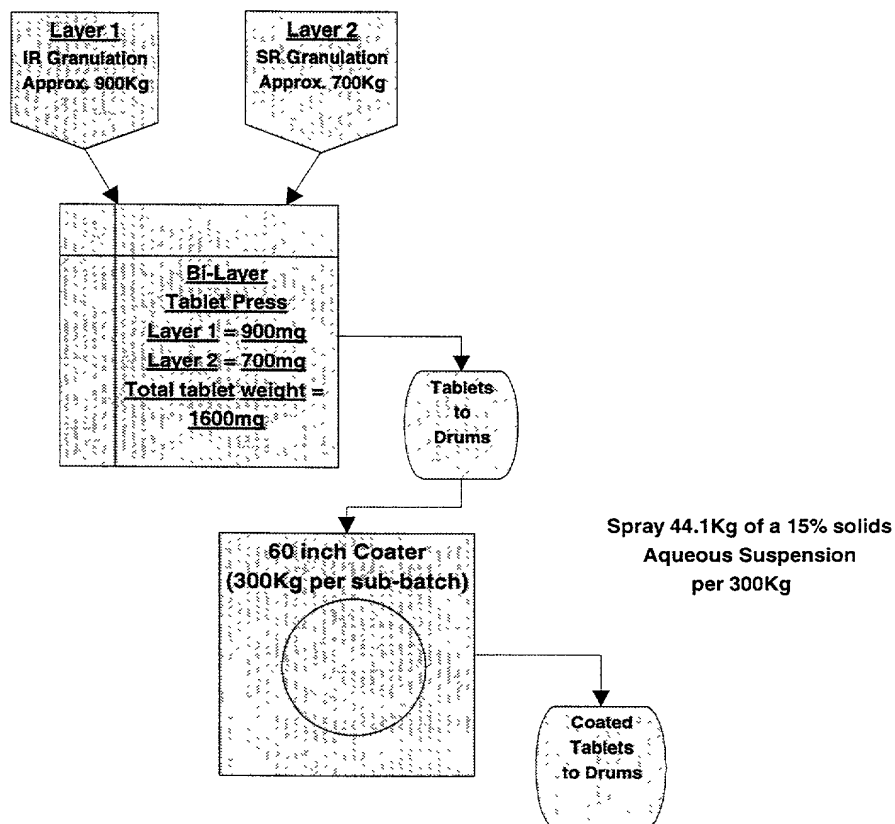 Layer 1
IR Granulation
Approx. 900Kg
Layer 2
SR Granulation
Approx. 700Kg
Bi-Layer
Tablet Press
Layer 1 = 900mg
Layer 2 = 700mg
Total tablet weight =
1600mg
Tablets
to
Drums
60 inch Coater
(300Kg per sub-batch)
Spray 44.1Kg of a 15% solids
Aqueous Suspension
per 300Kg
Coated
Tablets
to Drums